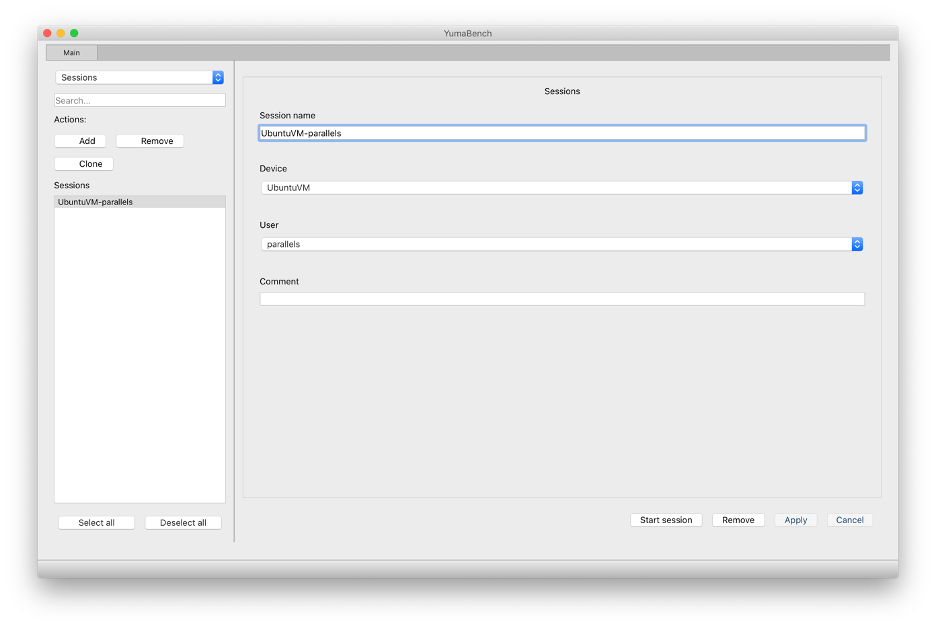 YumaBench
Main
Sessions
Search...
Actions:
Add Remove
Clone
Sessions
UbuntuVM-parallels
Select all Deselect all
Sessions
Session name
UbuntuVM-parallels
Device
UbuntuVM
User
parallels
Comment
Start session Remove Apply Cancel